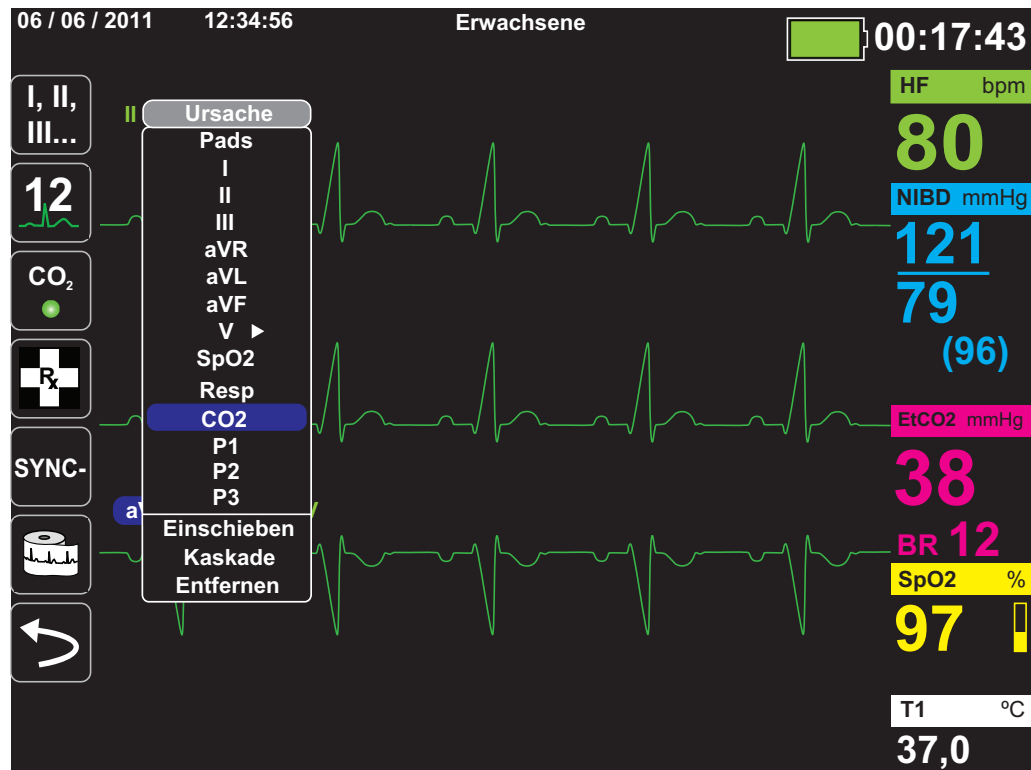 06 / 06 / 2011 12:34:56 Erwachsene 00:17:43
I, II,
III...
12
CO₂
Rx
SYNC-
II
Ursache
Pads
I
II
III
aVR
aVL
aVF
V
SpO2
Resp
CO2
P1
P2
P3
Einschieben
Kaskade
Entfernen
HF bpm
80
NIBD mmHg
121
79
(96)
EtCO2 mmHg
38
BR 12
SpO2 %
97
T1 ºC
37,0